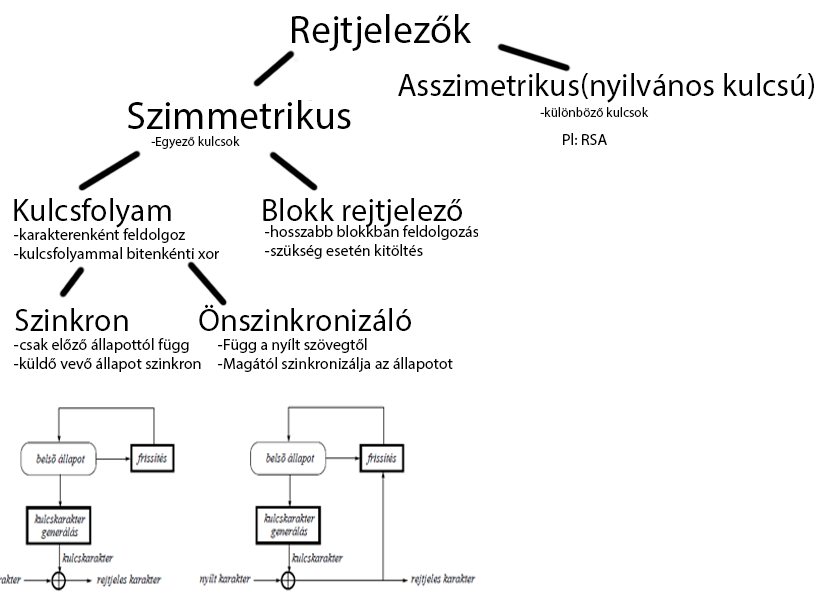 Rejtjelezők
Asszimetrikus(nyilvános kulcsú)
-különböző kulcsok
Pl: RSA
Szimmetrikus
-Egyező kulcsok
Kulcsfolyam
-karakterenként feldolgoz
-kulcsfolyammal bitenkénti xor
Blokk rejtjelező
-hosszabb blokkban feldolgozás
-szükség esetén kitöltés
Szinkron
-csak előző állapottól függ
-küldő vevő állapot szinkron
Önszinkronizáló
-Függ a nyílt szövegtől
-Magától szinkronizálja az állapotot
belső állapot
frissítés
kulcskarakter
generálás
kulcskarakter
arakter
rejtjeles karakter
belső állapot
frissítés
kulcskarakter
generálás
kulcskarakter
nyílt karakter
rejtjeles karakter